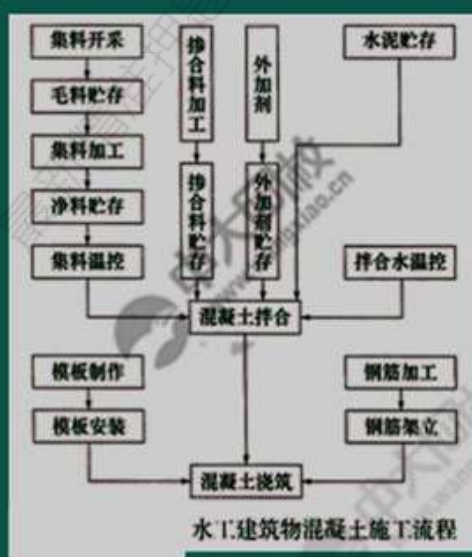 集料开采
毛料贮存
集料加工
净料贮存
集料温控
掺合料加工
掺合料贮存
外加剂
外加剂贮存
水泥贮存
拌合水温控
混凝土拌合
模板制作
模板安装
钢筋加工
钢筋架立
混凝土浇筑
水工建筑物混凝土施工流程
中大网校